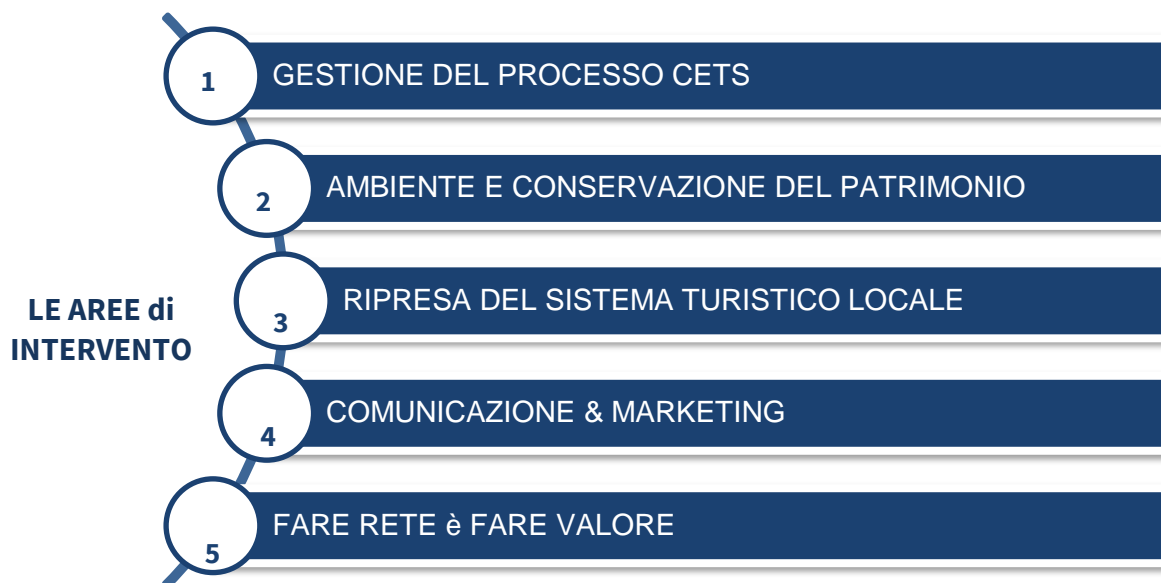 1
GESTIONE DEL PROCESSO CETS
2
AMBIENTE E CONSERVAZIONE DEL PATRIMONIO
LE AREE di
INTERVENTO
3
RIPRESA DEL SISTEMA TURISTICO LOCALE
4
COMUNICAZIONE & MARKETING
5
FARE RETE è FARE VALORE